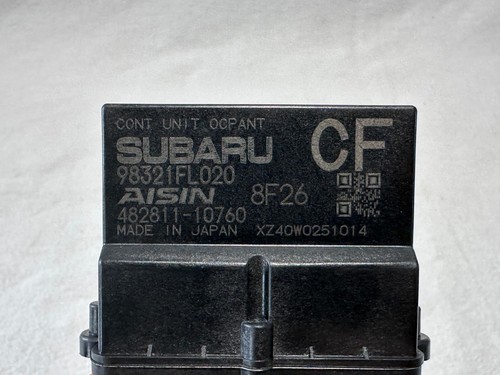 CONT UNIT OCPANT
SUBARU CF
98321FL020
AISIN 8F26
482811-10760
MADE IN JAPAN XZ40W0251014